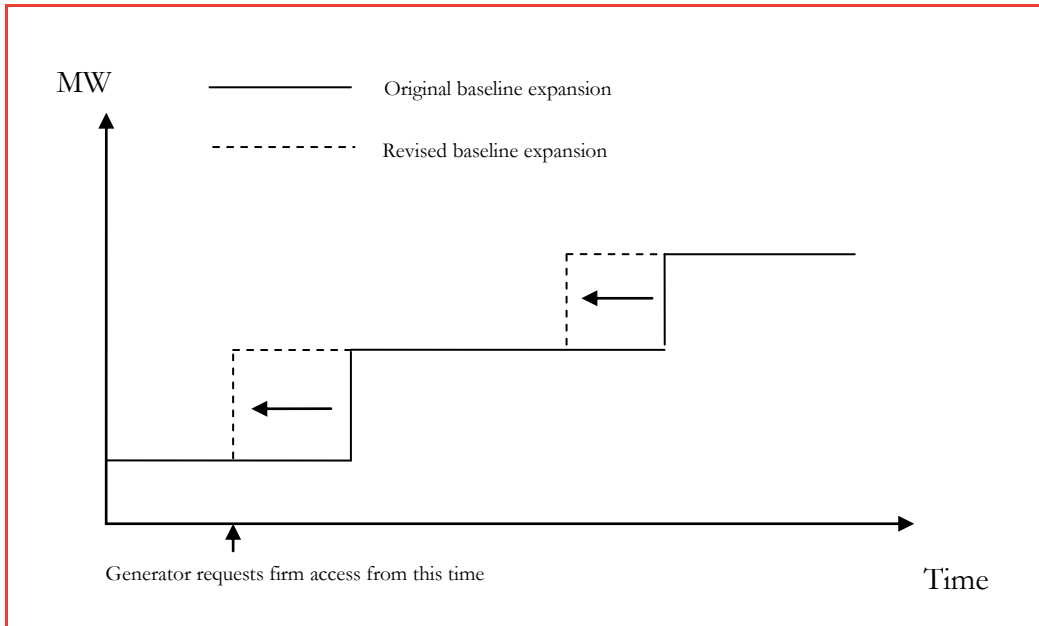 MW
Original baseline expansion
Revised baseline expansion
Generator requests firm access from this time
Time